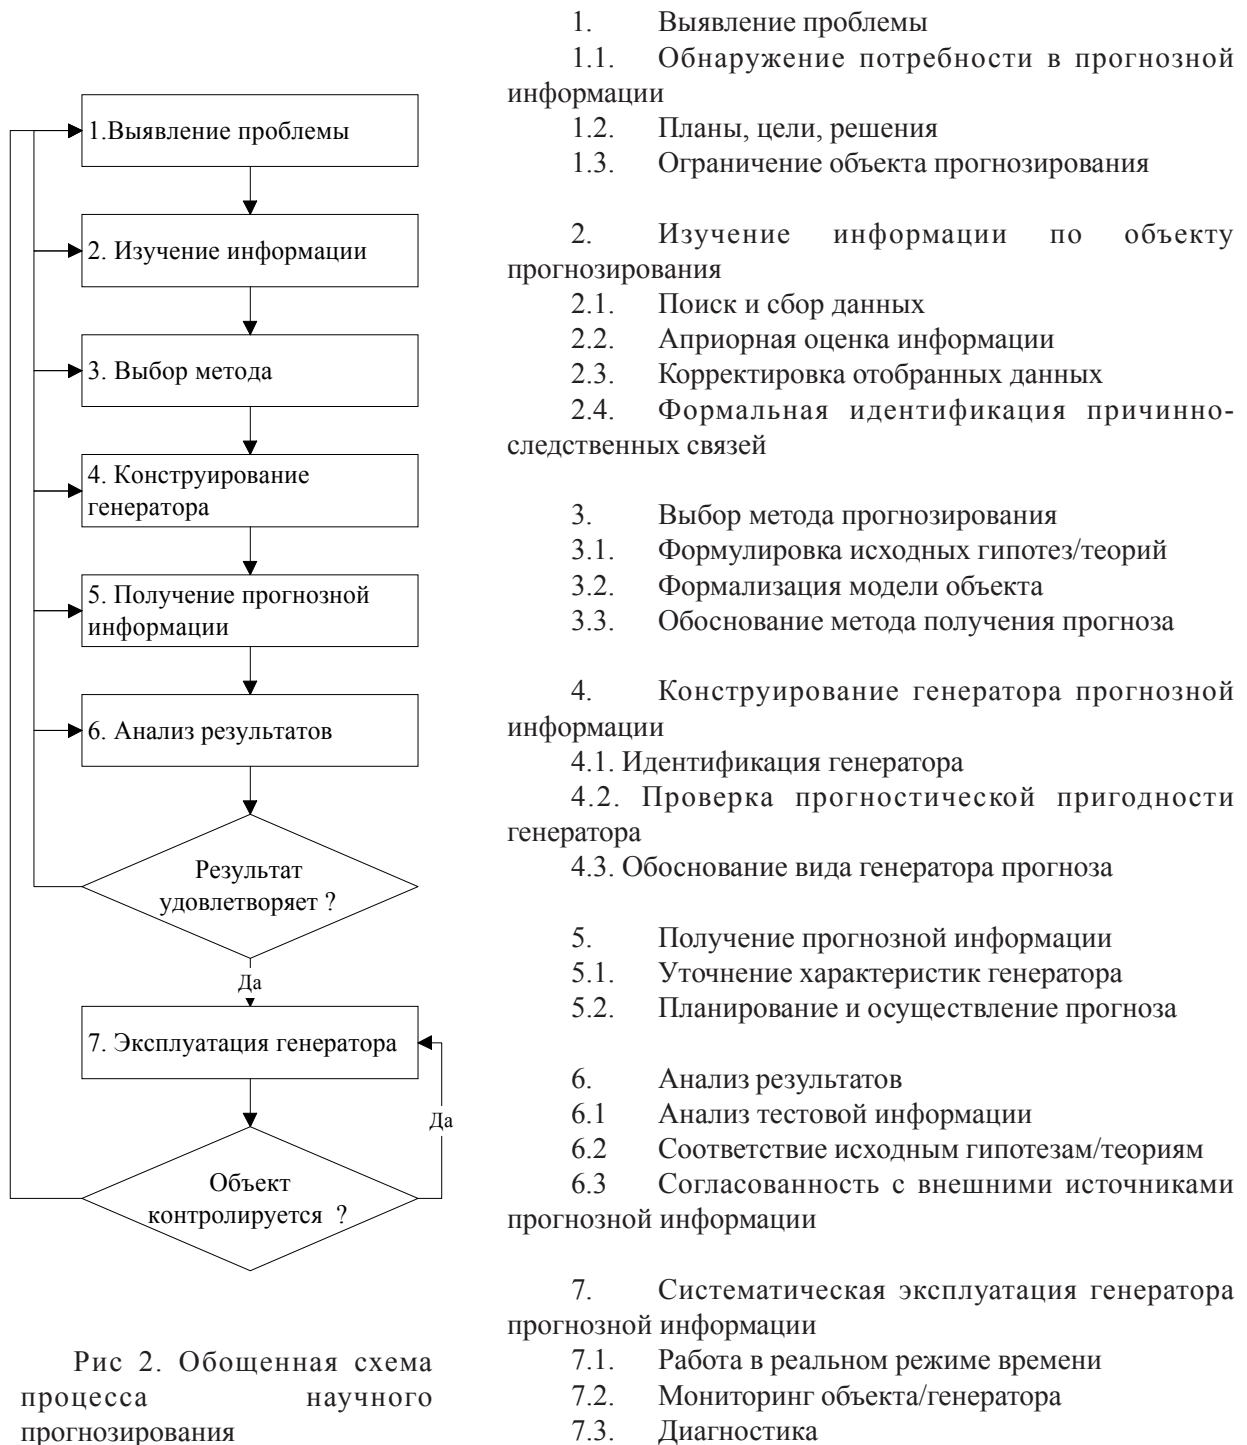 1.Выявление проблемы
2. Изучение информации
3. Выбор метода
4. Конструирование
генератора
5. Получение прогнозной
информации
6. Анализ результатов
Результат
удовлетворяет ?
Да
7. Эксплуатация генератора
Да
Объект
контролируется ?
Рис 2. Обощенная схема
процесса научного
прогнозирования
1. Выявление проблемы
1.1. Обнаружение потребности в прогнозной
информации
1.2. Планы, цели, решения
1.3. Ограничение объекта прогнозирования
2. Изучение информации по объекту
прогнозирования
2.1. Поиск и сбор данных
2.2. Априорная оценка информации
2.3. Корректировка отобранных данных
2.4. Формальная идентификация причинно-
следственных связей
3. Выбор метода прогнозирования
3.1. Формулировка исходных гипотез/теорий
3.2. Формализация модели объекта
3.3. Обоснование метода получения прогноза
4. Конструирование генератора прогнозной
информации
4.1. Идентификация генератора
4.2. Проверка прогностической пригодности
генератора
4.3. Обоснование вида генератора прогноза
5. Получение прогнозной информации
5.1. Уточнение характеристик генератора
5.2. Планирование и осуществление прогноза
6. Анализ результатов
6.1 Анализ тестовой информации
6.2 Соответствие исходным гипотезам/теориям
6.3 Согласованность с внешними источниками
прогнозной информации
7. Систематическая эксплуатация генератора
прогнозной информации
7.1. Работа в реальном режиме времени
7.2. Мониторинг объекта/генератора
7.3. Диагностика